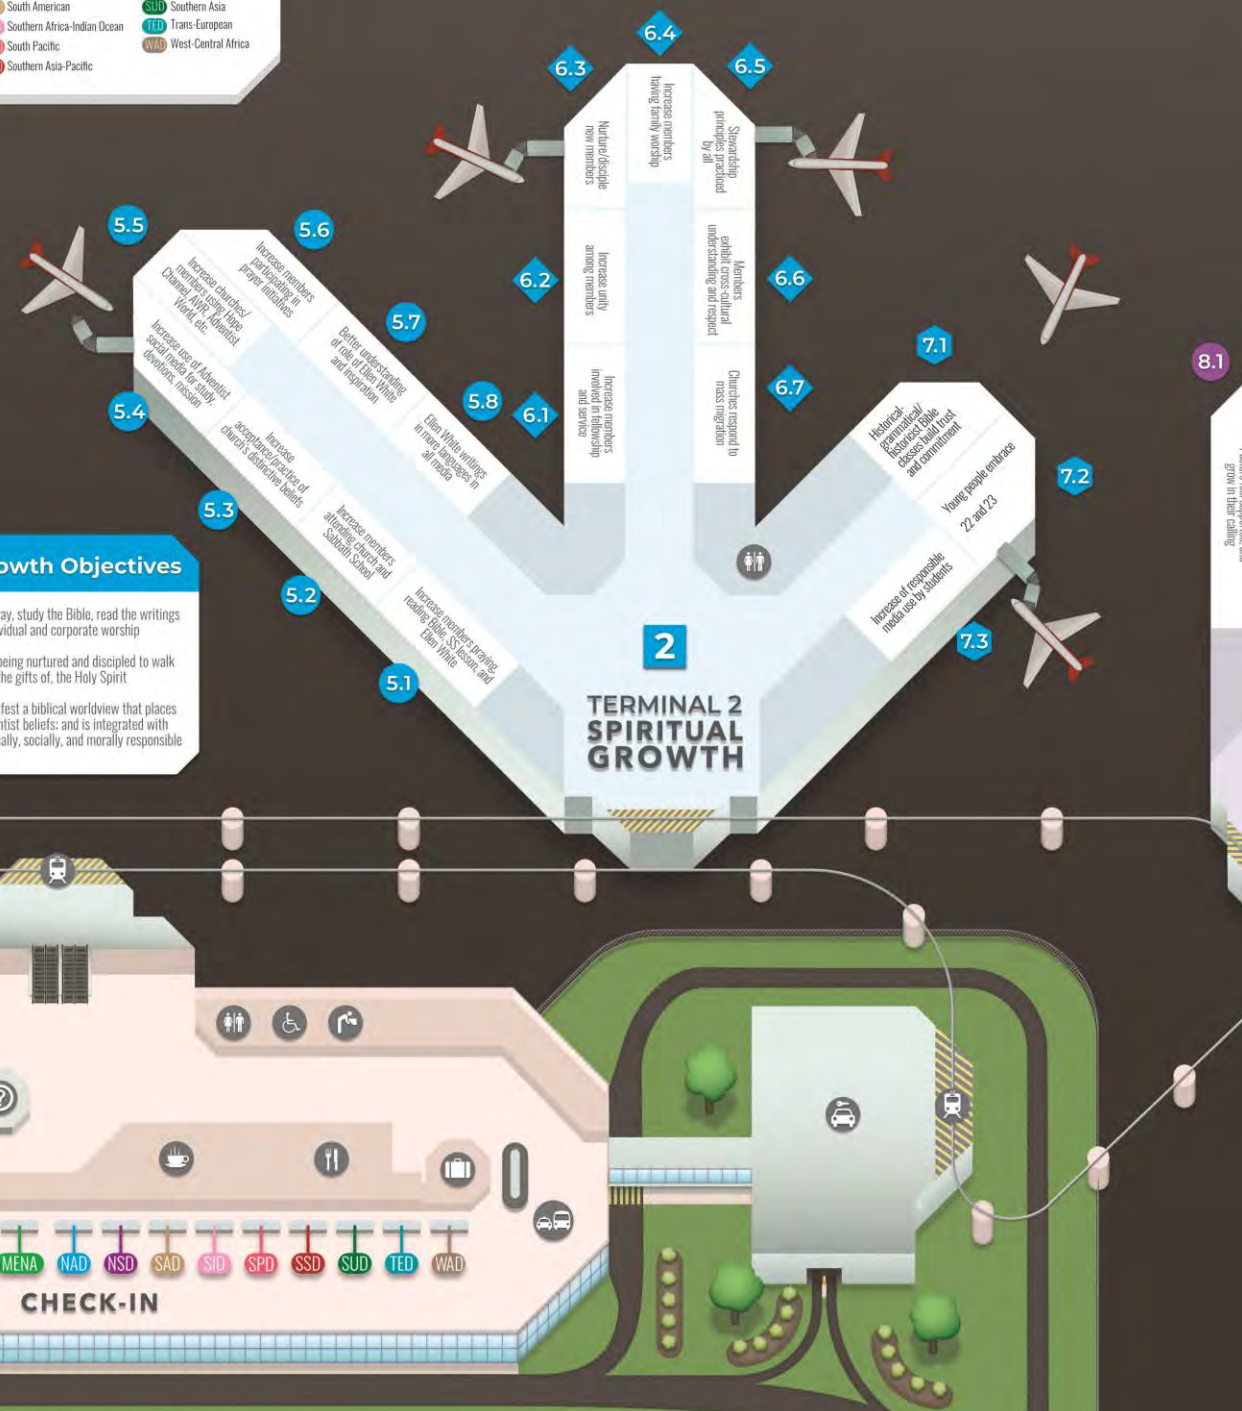 South American
SUD Southern Asia
Southern Africa-Indian Ocean
TED Trans-European
South Pacific
WAD West-Central Africa
Southern Asia-Pacific
6.4
6.3
6.5
Increase members
having family worship
Nurture/disciple
new members
Stewardship
principles practiced
by all
5.5
5.6
Increase churches/
members using Hope
Channel, AWR, Adventist
World, etc.
Increase members
participating in
prayer initiatives
6.2
Increase unity
among members
Members
exhibit cross-cultural
understanding and respect
6.6
5.7
Better understanding
of role of Ellen White
and inspiration
7.1
8.1
5.4
Increase use of Adventist
social media for study,
devotions, mission
5.8
Ellen White writings
in more languages in
all media
6.1
Increase members
involved in fellowship
and service
Churches respond to
mass migration
6.7
Historical-
grammatical/
historicist Bible
classes build trust
and commitment
Increase
acceptance/practice of
church's distinctive beliefs
5.3
Young people embrace
22 and 23
7.2
grow in their calling
Increase members
attending church and
Sabbath School
5.2
owth Objectives
ay, study the Bible, read the writings
vidual and corporate worship
being nurtured and discipled to walk
the gifts of, the Holy Spirit
fest a biblical worldview that places
ntist beliefs: and is integrated with
cally, socially, and morally responsible
Increase members praying,
reading Bible, SS lesson, and
Ellen White
5.1
Increase of responsible
media use by students
7.3
2
TERMINAL 2
SPIRITUAL
GROWTH
?
MENA NAD NSD SAD SID SPD SSD SUD TED WAD
CHECK-IN